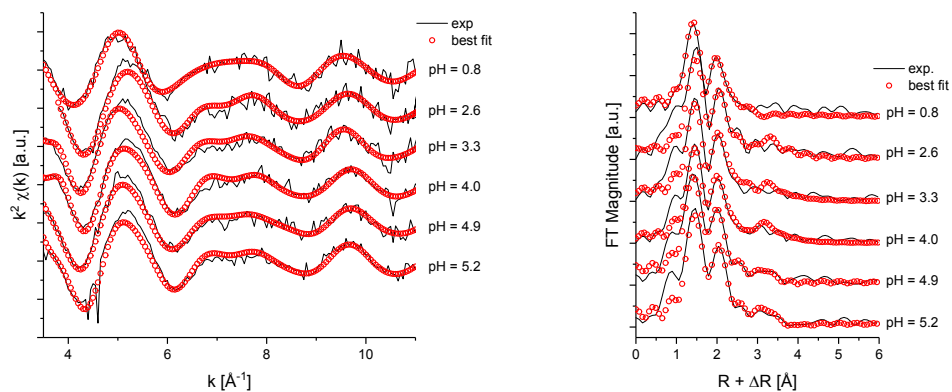 exp
best fit
pH = 0.8
pH = 2.6
pH = 3.3
pH = 4.0
pH = 4.9
pH = 5.2
k² χ(k) [a.u.]
4
6
8
10
k [Å⁻¹]
exp.
best fit
pH = 0.8
pH = 2.6
pH = 3.3
pH = 4.0
pH = 4.9
pH = 5.2
FT Magnitude [a.u.]
0
1
2
3
4
5
6
R + ΔR [Å]